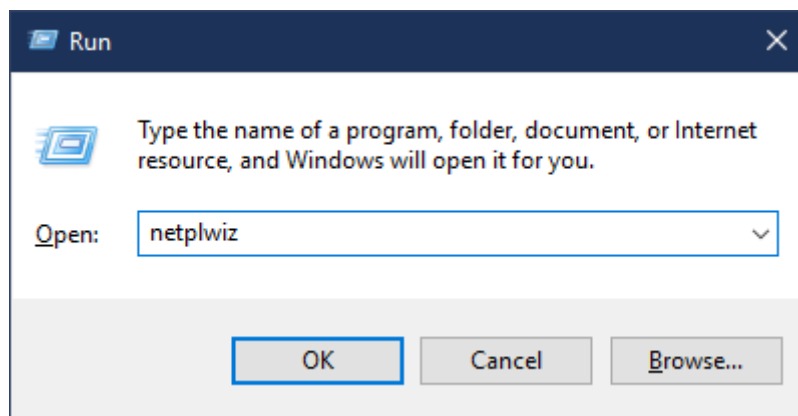 Run
Type the name of a program, folder, document, or Internet
resource, and Windows will open it for you.
Open: netplwiz
OK Cancel Browse...